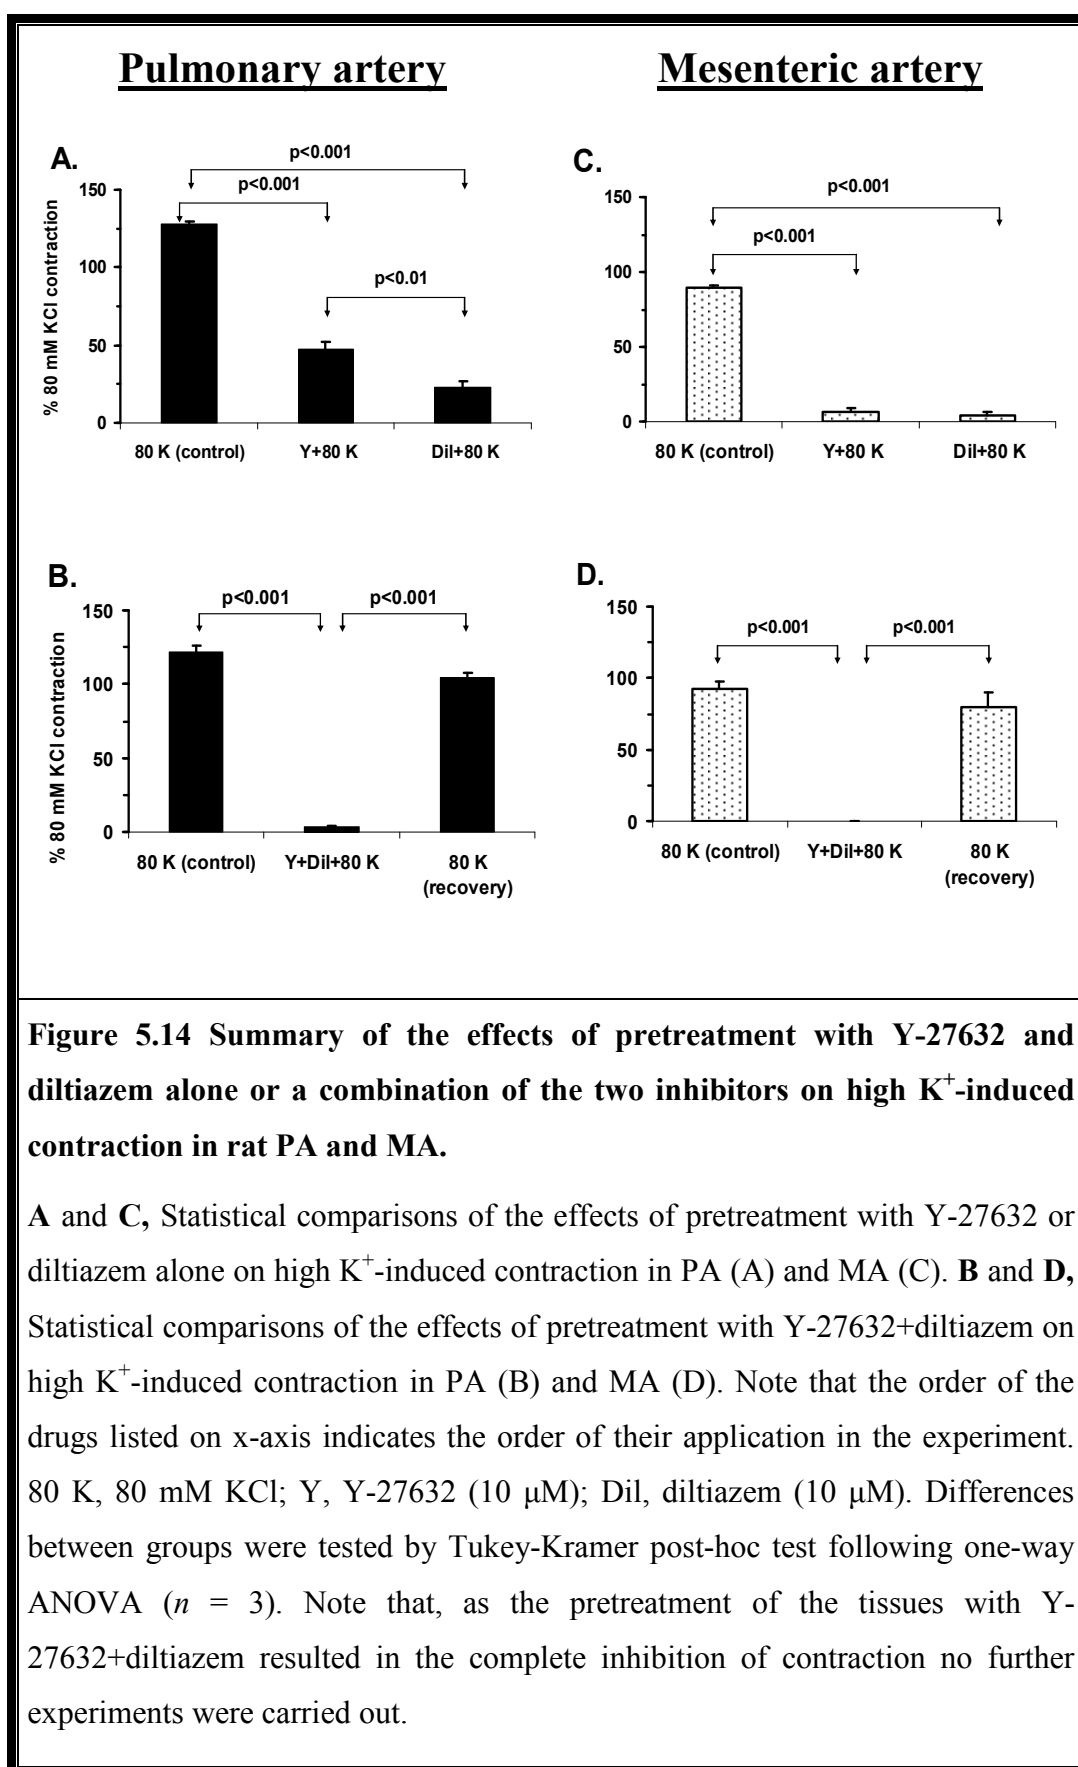 Pulmonary artery
Mesenteric artery
A.
p<0.001
p<0.001
p<0.01
150
100
50
0
% 80 mM KCl contraction
80 K (control) Y+80 K Dil+80 K
C.
p<0.001
p<0.001
150
100
50
0
80 K (control) Y+80 K Dil+80 K
B.
p<0.001 p<0.001
150
100
50
0
% 80 mM KCl contraction
80 K (control) Y+Dil+80 K 80 K
(recovery)
D.
p<0.001 p<0.001
150
100
50
0
80 K (control) Y+Dil+80 K 80 K
(recovery)
Figure 5.14 Summary of the effects of pretreatment with Y-27632 and
diltiazem alone or a combination of the two inhibitors on high K+-induced
contraction in rat PA and MA.
A and C, Statistical comparisons of the effects of pretreatment with Y-27632 or
diltiazem alone on high K+-induced contraction in PA (A) and MA (C). B and D,
Statistical comparisons of the effects of pretreatment with Y-27632+diltiazem on
high K+-induced contraction in PA (B) and MA (D). Note that the order of the
drugs listed on x-axis indicates the order of their application in the experiment.
80 K, 80 mM KCl; Y, Y-27632 (10 μM); Dil, diltiazem (10 μM). Differences
between groups were tested by Tukey-Kramer post-hoc test following one-way
ANOVA (n = 3). Note that, as the pretreatment of the tissues with Y-
27632+diltiazem resulted in the complete inhibition of contraction no further
experiments were carried out.